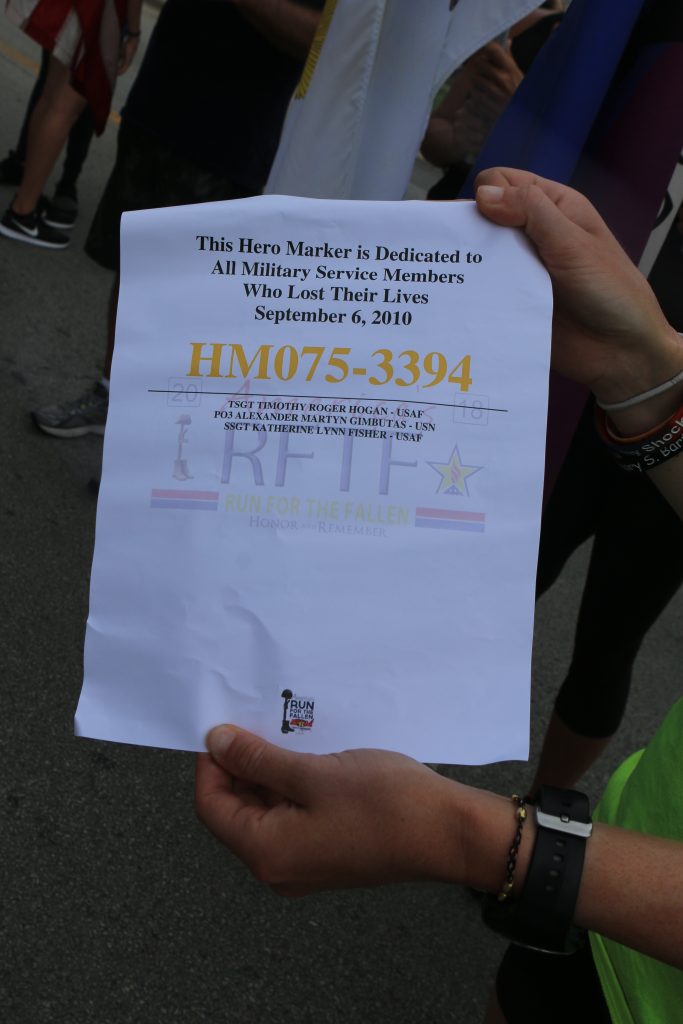 This Hero Marker is Dedicated to
All Military Service Members
Who Lost Their Lives
September 6, 2010
HM075-3394
20 America's 18
TSGT TIMOTHY ROGER HOGAN - USAF
PO3 ALEXANDER MARTYN GIMBUTAS - USN
SSGT KATHERINE LYNN FISHER - USAF
RFTF
RUN FOR THE FALLEN
HONOR AND REMEMBER
RUN
FOR THE
FALLEN
Shock